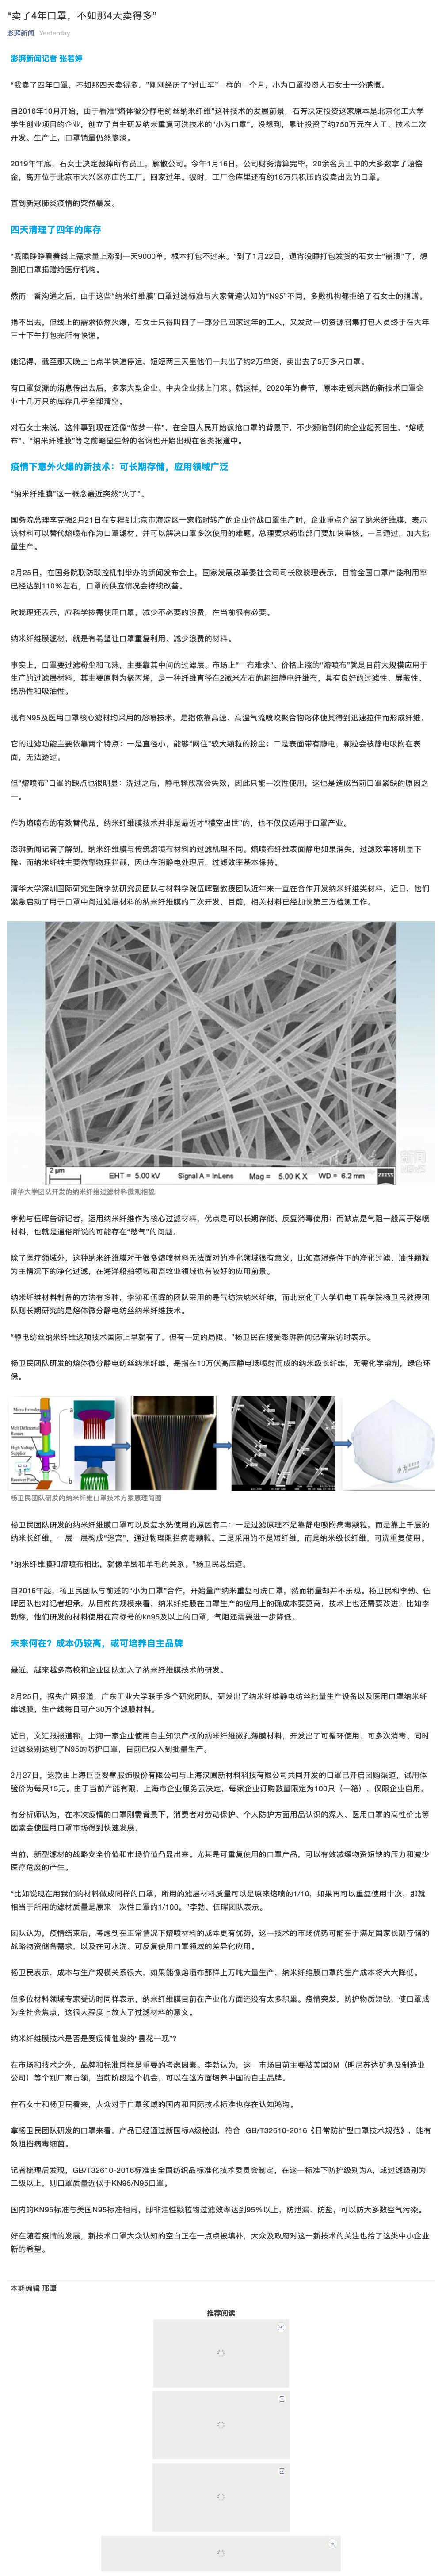 “卖了4年口罩，不如那4天卖得多”
澎湃新闻 Yesterday
澎湃新闻记者 张若婷
“我卖了四年口罩，不如那四天卖得多。”刚刚经历了“过山车”一样的一个月，小为口罩投资人石女士十分感慨。
自2016年10月开始，由于看准“熔体微分静电纺丝纳米纤维”这种技术的发展前景，石芳决定投资这家原本是北京化工大学
学生创业项目的企业，创立了自主研发纳米重复可洗技术的“小为口罩”。没想到，累计投资了约750万元在人工、技术二次
开发、生产上，口罩销量仍然惨淡。
2019年年底，石女士决定裁掉所有员工，解散公司。今年1月16日，公司财务清算完毕，20余名员工中的大多数拿了赔偿
金，离开位于北京市大兴区亦庄的工厂，回家过年。彼时，工厂仓库里还有约16万只积压的没卖出去的口罩。
直到新冠肺炎疫情的突然暴发。
四天清理了四年的库存
“我眼睁睁看着线上需求量上涨到一天9000单，根本打包不过来。”到了1月22日，通宵没睡打包发货的石女士“崩溃”了，想
到把口罩捐赠给医疗机构。
然而一番沟通之后，由于这些“纳米纤维膜”口罩过滤标准与大家普遍认知的“N95”不同，多数机构都拒绝了石女士的捐赠。
捐不出去，但线上的需求依然火爆，石女士只得叫回了一部分已回家过年的工人，又发动一切资源召集打包人员终于在大年
三十下午打包完所有快递。
她记得，截至那天晚上七点半快递停运，短短两三天里他们一共出了约2万单货，卖出去了5万多只口罩。
有口罩货源的消息传出去后，多家大型企业、中央企业找上门来。就这样，2020年的春节，原本走到末路的新技术口罩企
业十几万只的库存几乎全部清空。
对石女士来说，这件事到现在还像“做梦一样”，在全国人民开始疯抢口罩的背景下，不少濒临倒闭的企业起死回生，“熔喷
布”、“纳米纤维膜”等之前略显生僻的名词也开始出现在各类报道中。
疫情下意外火爆的新技术：可长期存储，应用领域广泛
“纳米纤维膜”这一概念最近突然“火了”。
国务院总理李克强2月21日在专程到北京市海淀区一家临时转产的企业督战口罩生产时，企业重点介绍了纳米纤维膜，表示
该材料可以替代熔喷布作为口罩滤材，并可以解决口罩多次使用的难题。总理要求药监部门要加快审核，一旦通过，加大批
量生产。
2月25日，在国务院联防联控机制举办的新闻发布会上，国家发展改革委社会司司长欧晓理表示，目前全国口罩产能利用率
已经达到110%左右，口罩的供应情况会持续改善。
欧晓理还表示，应科学按需使用口罩，减少不必要的浪费，在当前很有必要。
纳米纤维膜滤材，就是有希望让口罩重复利用、减少浪费的材料。
事实上，口罩要过滤粉尘和飞沫，主要靠其中间的过滤层。市场上“一布难求”、价格上涨的“熔喷布”就是目前大规模应用于
生产的过滤层材料，其主要原料为聚丙烯，是一种纤维直径在2微米左右的超细静电纤维布，具有良好的过滤性、屏蔽性、
绝热性和吸油性。
现有N95及医用口罩核心滤材均采用的熔喷技术，是指依靠高速、高温气流喷吹聚合物熔体使其得到迅速拉伸而形成纤维。
它的过滤功能主要依靠两个特点：一是直径小，能够“网住”较大颗粒的粉尘；二是表面带有静电，颗粒会被静电吸附在表
面，无法透过。
但“熔喷布”口罩的缺点也很明显：洗过之后，静电释放就会失效，因此只能一次性使用，这也是造成当前口罩紧缺的原因之
一。
作为熔喷布的有效替代品，纳米纤维膜技术并非是最近才“横空出世”的，也不仅仅适用于口罩产业。
澎湃新闻记者了解到，纳米纤维膜与传统熔喷布材料的过滤机理不同。熔喷布纤维表面静电如果消失，过滤效率将明显下
降；而纳米纤维主要依靠物理拦截，因此在消静电处理后，过滤效率基本保持。
清华大学深圳国际研究生院李勃研究员团队与材料学院伍晖副教授团队近年来一直在合作开发纳米纤维类材料，近日，他们
紧急启动了用于口罩中间过滤层材料的纳米纤维膜的二次开发，目前，相关材料已经加快第三方检测工作。
2 μm EHT = 5.00 kV Signal A = InLens Mag = 5.00 K X WD = 6.2 mm ZEISS
清华大学团队开发的纳米纤维过滤材料微观相貌
李勃与伍晖告诉记者，运用纳米纤维作为核心过滤材料，优点是可以长期存储、反复消毒使用；而缺点是气阻一般高于熔喷
材料，也就是通俗所说的可能存在“憋气”的问题。
除了医疗领域外，这种纳米纤维膜对于很多熔喷材料无法面对的净化领域很有意义，比如高湿条件下的净化过滤、油性颗粒
为主情况下的净化过滤，在海洋船舶领域和畜牧业领域也有较好的应用前景。
纳米纤维材料制备的方法有多种，李勃和伍晖的团队采用的是气纺法纳米纤维，而北京化工大学机电工程学院杨卫民教授团
队则长期研究的是熔体微分静电纺丝纳米纤维技术。
“静电纺丝纳米纤维这项技术国际上早就有了，但有一定的局限。”杨卫民在接受澎湃新闻记者采访时表示。
杨卫民团队研发的熔体微分静电纺丝纳米纤维，是指在10万伏高压静电场喷射而成的纳米级长纤维，无需化学溶剂，绿色环
保。
Micro Extruder
Melt Differential
Runner
High Voltage
Supplier
Receiver Plate
a
b
杨卫民团队研发的纳米纤维口罩技术方案原理简图
杨卫民团队研发的纳米纤维膜口罩可以反复水洗使用的原因有二：一是过滤原理不是靠静电吸附病毒颗粒，而是靠上千层的
纳米长纤维，一层一层构成“迷宫”，通过物理阻拦病毒颗粒。二是采用的不是短纤维，而是纳米级长纤维，可洗重复使用。
“纳米纤维膜和熔喷布相比，就像羊绒和羊毛的关系。”杨卫民总结道。
自2016年起，杨卫民团队与前述的“小为口罩”合作，开始量产纳米重复可洗口罩，然而销量却并不乐观。杨卫民和李勃、伍
晖团队也对记者坦承，从目前的规模来看，纳米纤维膜在口罩生产的应用上的确成本要更高，技术上也还需要改进，比如李
勃称，他们研发的材料使用在高标号的kn95及以上的口罩，气阻还需要进一步降低。
未来何在？成本仍较高，或可培养自主品牌
最近，越来越多高校和企业团队加入了纳米纤维膜技术的研发。
2月25日，据央广网报道，广东工业大学联手多个研究团队，研发出了纳米纤维静电纺丝批量生产设备以及医用口罩纳米纤
维滤膜，生产线每日可产30万个滤膜材料。
近日，文汇报报道称，上海一家企业使用自主知识产权的纳米纤维微孔薄膜材料，开发出了可循环使用、可多次消毒、同时
过滤级别达到了N95的防护口罩，目前已投入到批量生产。
2月27日，这款由上海巨臣婴童服饰股份有限公司与上海汉圃新材料科技有限公司共同开发的口罩已开启团购渠道，试用体
验价为每只15元。由于当前产能有限，上海市企业服务云决定，每家企业订购数量限定为100只（一箱），仅限企业自用。
有分析师认为，在本次疫情的口罩刚需背景下，消费者对劳动保护、个人防护方面用品认识的深入、医用口罩的高性价比等
因素会使医用口罩市场得到快速发展。
当前，新型滤材的战略安全价值和市场价值凸显出来。尤其是可重复使用的口罩产品，可以有效减缓物资短缺的压力和减少
医疗危废的产生。
“比如说现在用我们的材料做成同样的口罩，所用的滤层材料质量可以是原来熔喷的1/10，如果再可以重复使用十次，那就
相当于所用的滤材质量是原来一次性口罩的1/100。”李勃、伍晖团队表示。
团队认为，疫情结束后，考虑到在正常情况下熔喷材料的成本更有优势，这一技术的市场优势可能在于满足国家长期存储的
战略物资储备需求，以及在可水洗、可反复使用口罩领域的差异化应用。
杨卫民表示，成本与生产规模关系很大，如果能像熔喷布那样上万吨大量生产，纳米纤维膜口罩的生产成本将大大降低。
但多位材料领域专家受访时同样表示，纳米纤维膜目前在产业化方面还没有太多积累。疫情突发，防护物质短缺，使口罩成
为全社会焦点，这很大程度上放大了过滤材料的意义。
纳米纤维膜技术是否是受疫情催发的“昙花一现”？
在市场和技术之外，品牌和标准同样是重要的考虑因素。李勃认为，这一市场目前主要被美国3M（明尼苏达矿务及制造业
公司）等个别厂家占领，当前阶段是个机会，可以在这方面培养中国的自主品牌。
在石女士和杨卫民看来，大众对于口罩领域的国内和国际技术标准也存在认知鸿沟。
拿杨卫民团队研发的口罩来看，产品已经通过新国标A级检测，符合 GB/T32610-2016《日常防护型口罩技术规范》，能有
效阻挡病毒细菌。
记者梳理后发现，GB/T32610-2016标准由全国纺织品标准化技术委员会制定，在这一标准下防护级别为A，或过滤级别为
二级以上，则口罩质量近似于KN95/N95口罩。
国内的KN95标准与美国N95标准相同，即非油性颗粒物过滤效率达到95%以上，防泄漏、防盐，可以防大多数空气污染。
好在随着疫情的发展，新技术口罩大众认知的空白正在一点点被填补，大众及政府对这一新技术的关注也给了这类中小企业
新的希望。
本期编辑 邢潭
推荐阅读